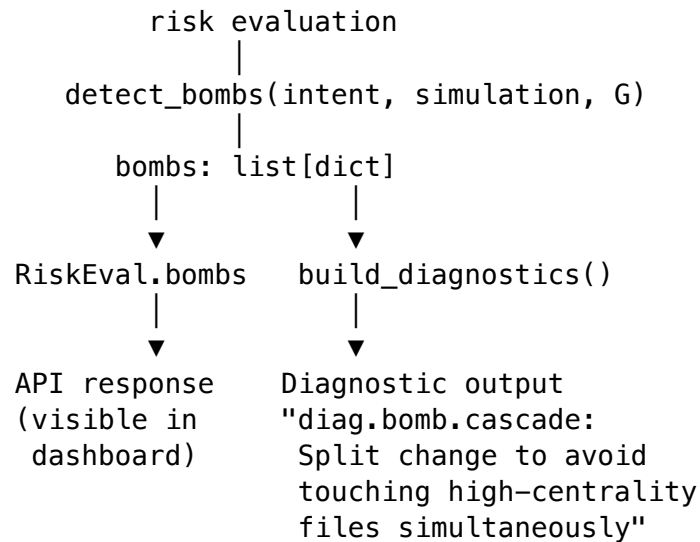 risk evaluation
│
detect_bombs(intent, simulation, G)
│
bombs: list[dict]
│ │
▼ ▼
RiskEval.bombs build_diagnostics()
│ │
▼ ▼
API response Diagnostic output
(visible in "diag.bomb.cascade:
dashboard) Split change to avoid
touching high-centrality
files simultaneously"